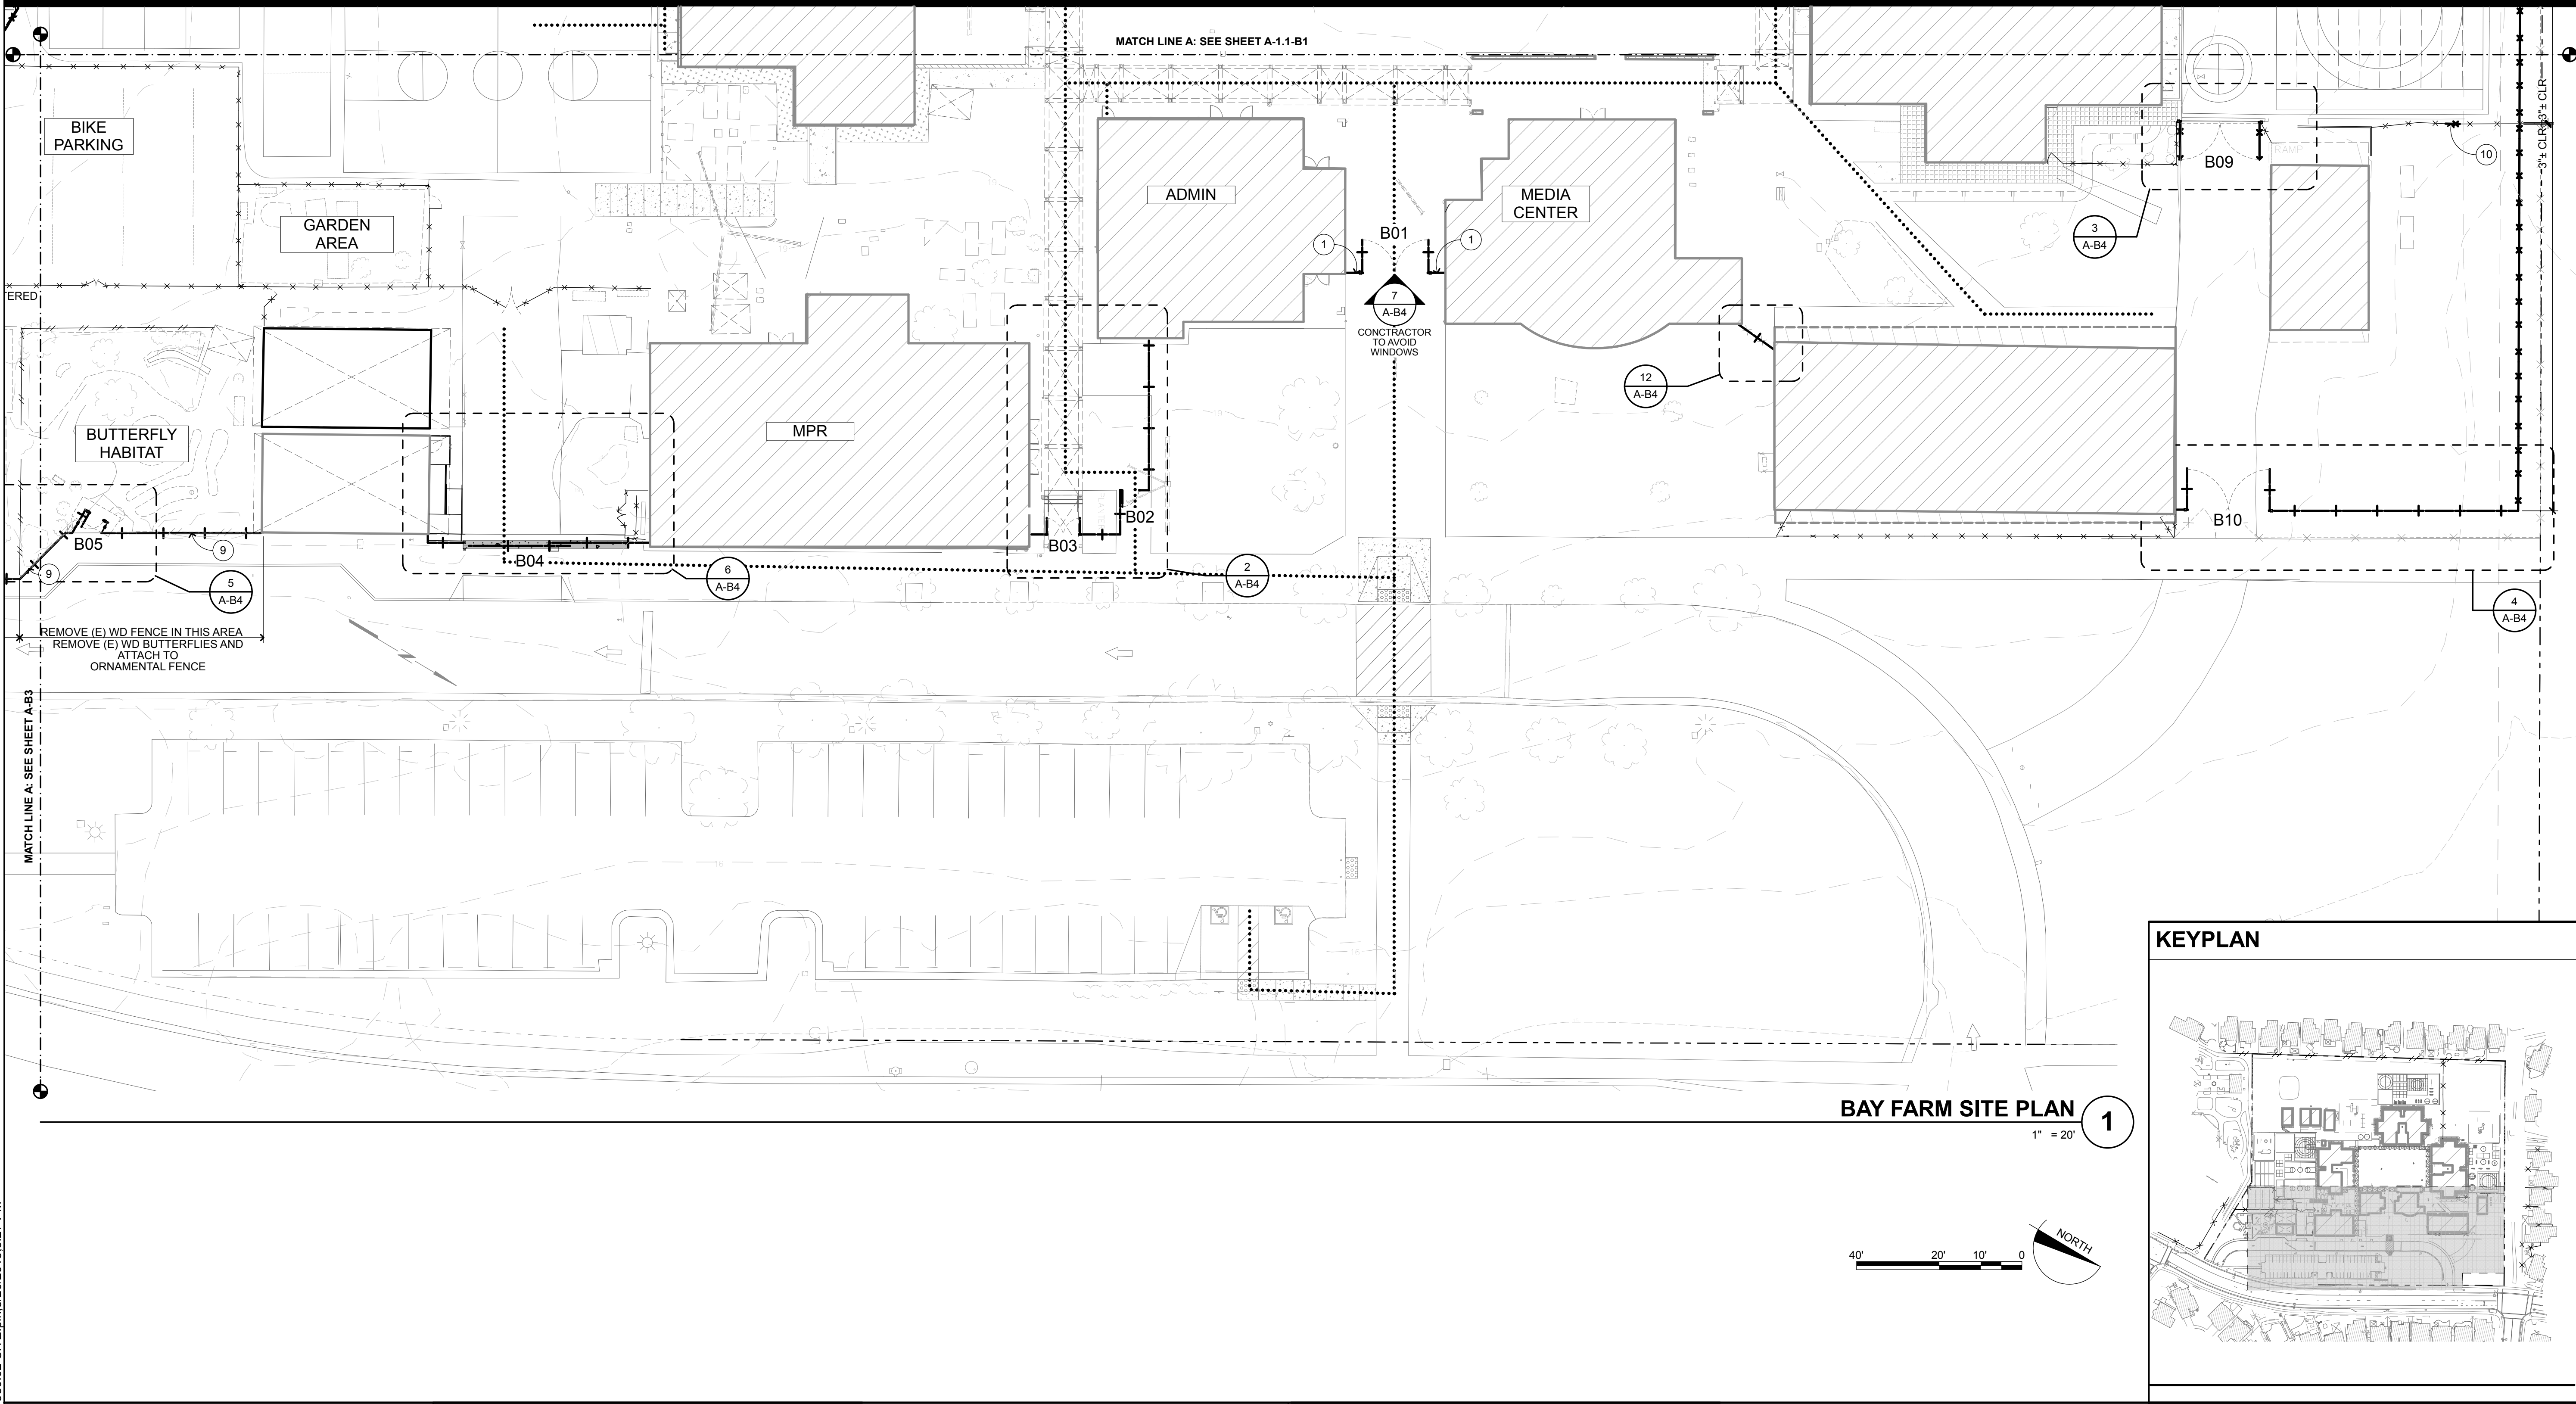 MATCH LINE A: SEE SHEET A-1.1-B1
BIKE
PARKING
GARDEN
AREA
ADMIN
MEDIA
CENTER
B01
1
1
7
A-B4
CONCTRACTOR
TO AVOID
WINDOWS
B09
3
A-B4
10
3"± CLR
3"± CLR
RAMP
TERED
BUTTERFLY
HABITAT
MPR
12
A-B4
B05
9
9
5
A-B4
B04
6
A-B4
B03
B02
2
A-B4
B10
4
A-B4
REMOVE (E) WD FENCE IN THIS AREA
REMOVE (E) WD BUTTERFLIES AND
ATTACH TO
ORNAMENTAL FENCE
MATCH LINE A: SEE SHEET A-B3
16
KEYPLAN
BAY FARM SITE PLAN
1
1" = 20'
40'
20'
10'
0
NORTH